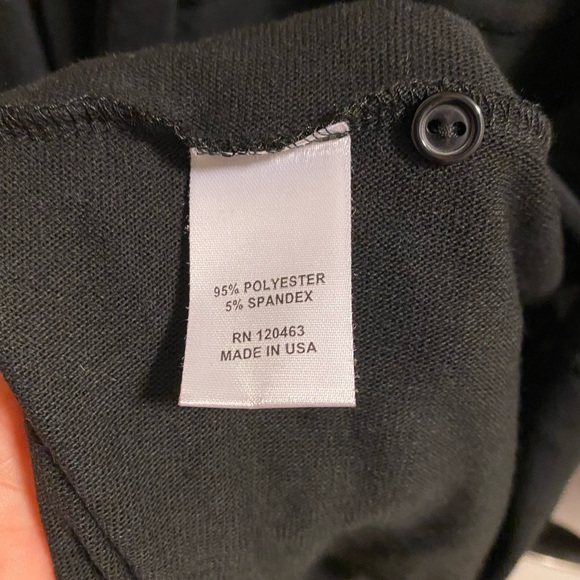 95% POLYESTER
5% SPANDEX
RN 120463
MADE IN USA